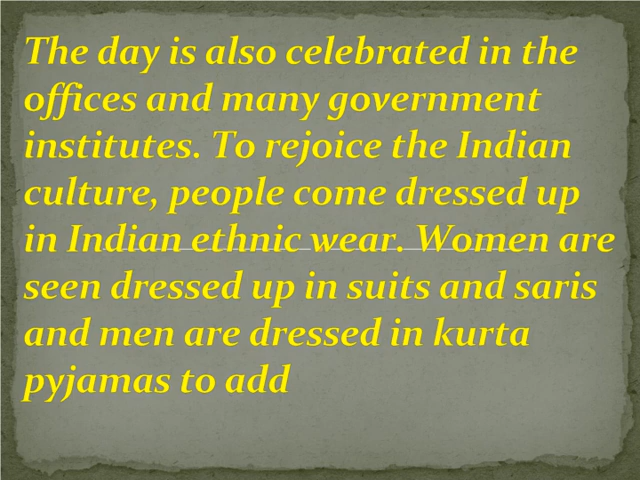 The day is also celebrated in the
offices and many government
institutes. To rejoice the Indian
culture, people come dressed up
in Indian ethnic wear. Women are
seen dressed up in suits and saris
and men are dressed in kurta
pyjamas to add